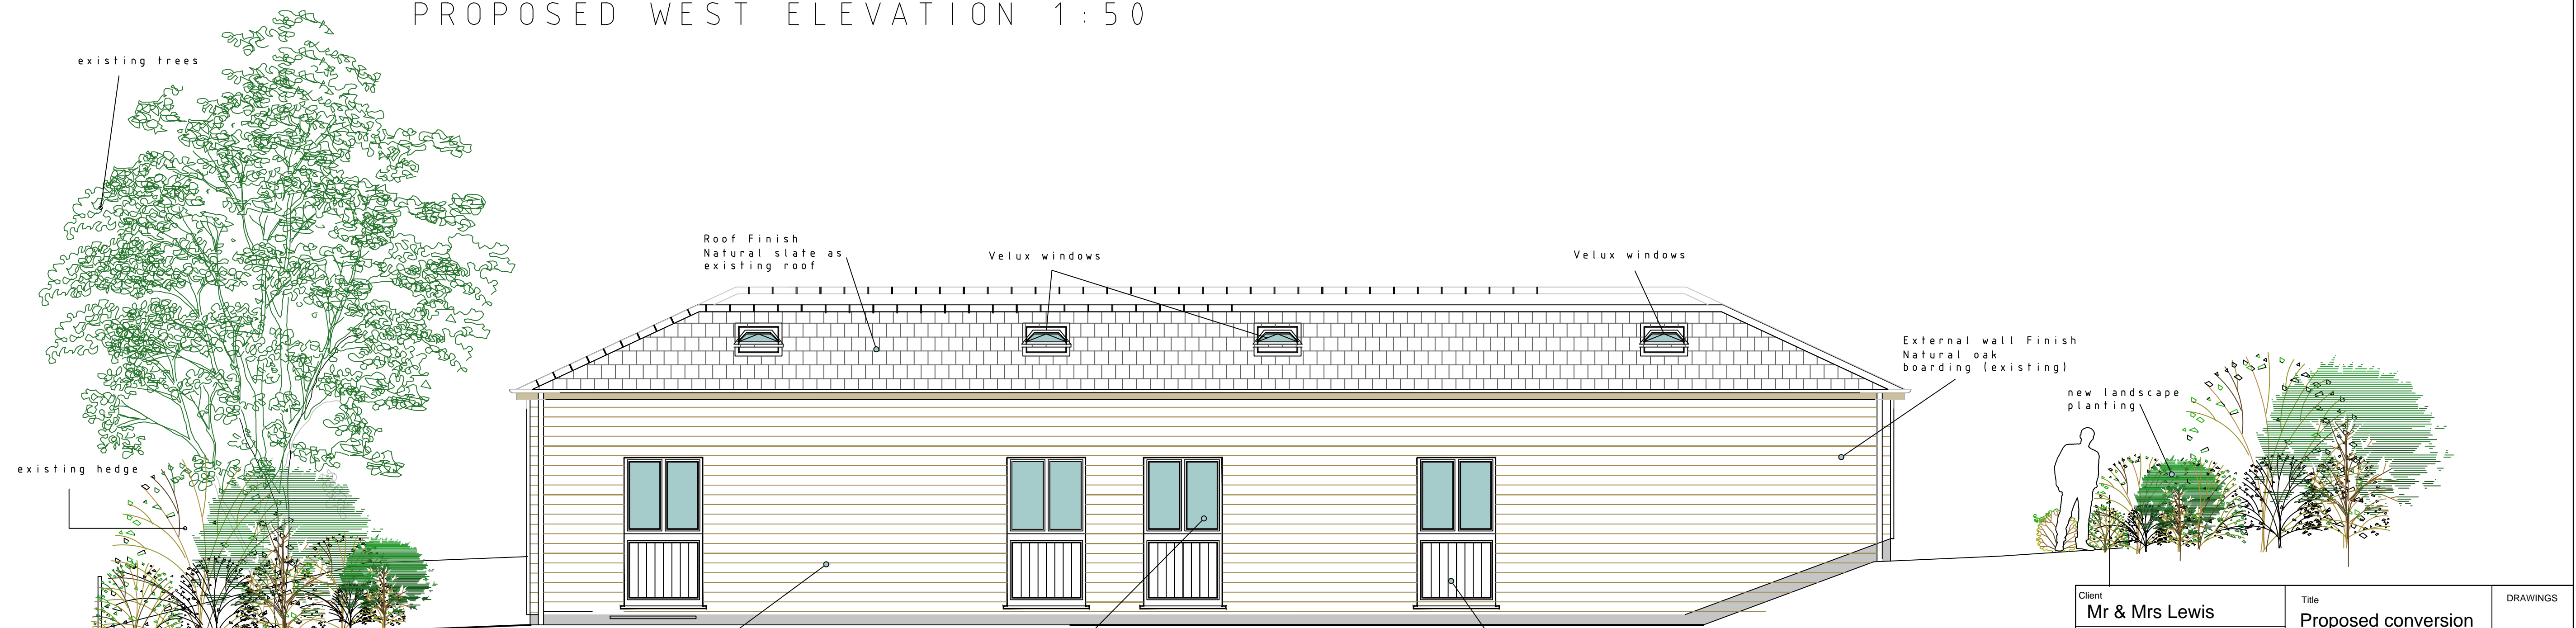 PROPOSED WEST ELEVATION 1:50
existing trees
Roof Finish
Natural slate as
existing roof
Velux windows
Velux windows
External wall Finish
Natural oak
boarding (existing)
new landscape
planting
existing hedge
Client
Mr & Mrs Lewis
Title
Proposed conversion
DRAWINGS